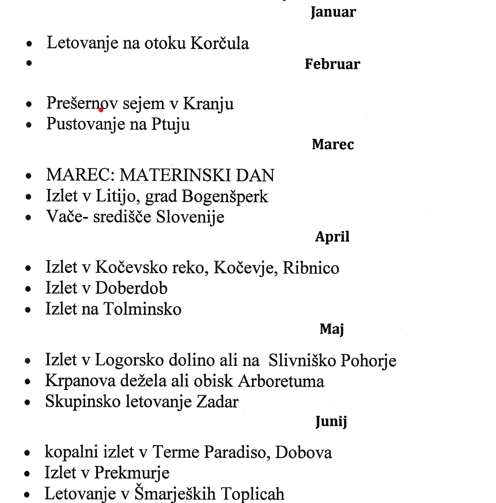 Januar
• Letovanje na otoku Korčula
•
Februar
• Prešernov sejem v Kranju
• Pustovanje na Ptuju
Marec
• MAREC: MATERINSKI DAN
• Izlet v Litijo, grad Bogenšperk
• Vače- središče Slovenije
April
• Izlet v Kočevsko reko, Kočevje, Ribnico
• Izlet v Doberdob
• Izlet na Tolminsko
Maj
• Izlet v Logorsko dolino ali na Slivniško Pohorje
• Krpanova dežela ali obisk Arboretuma
• Skupinsko letovanje Zadar
Junij
• kopalni izlet v Terme Paradiso, Dobova
• Izlet v Prekmurje
• Letovanje v Šmarjeških Toplicah